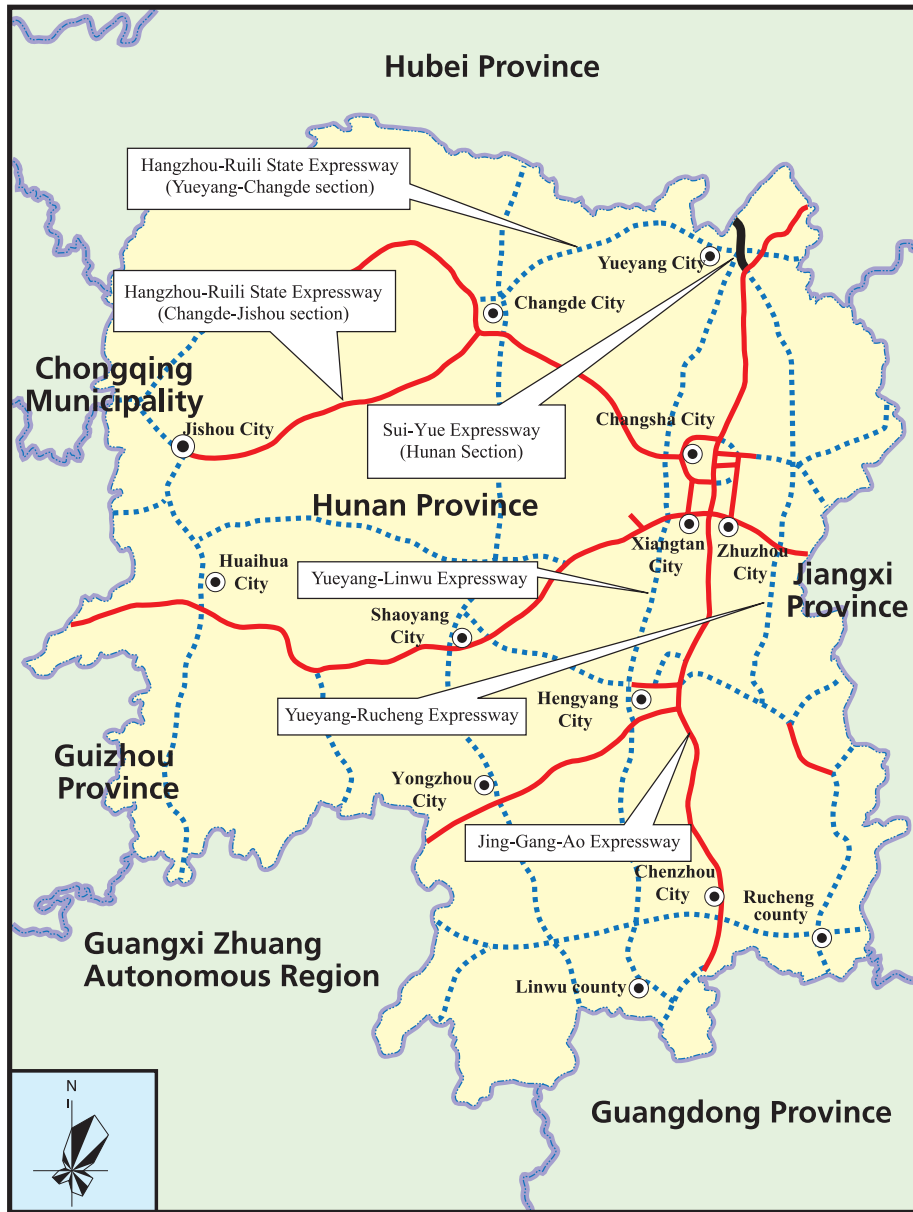 Hubei Province
Hangzhou-Ruili State Expressway
(Yueyang-Changde section)
Yueyang City
Hangzhou-Ruili State Expressway
(Changde-Jishou section)
Changde City
Chongqing
Municipality
Jishou City
Sui-Yue Expressway
(Hunan Section)
Changsha City
Hunan Province
Xiangtan
City
Zhuzhou
City
Huaihua
City
Yueyang-Linwu Expressway
Jiangxi
Province
Shaoyang
City
Yueyang-Rucheng Expressway
Hengyang
City
Guizhou
Province
Yongzhou
City
Jing-Gang-Ao Expressway
Chenzhou
City
Rucheng
county
Guangxi Zhuang
Autonomous Region
Linwu county
N
Guangdong Province